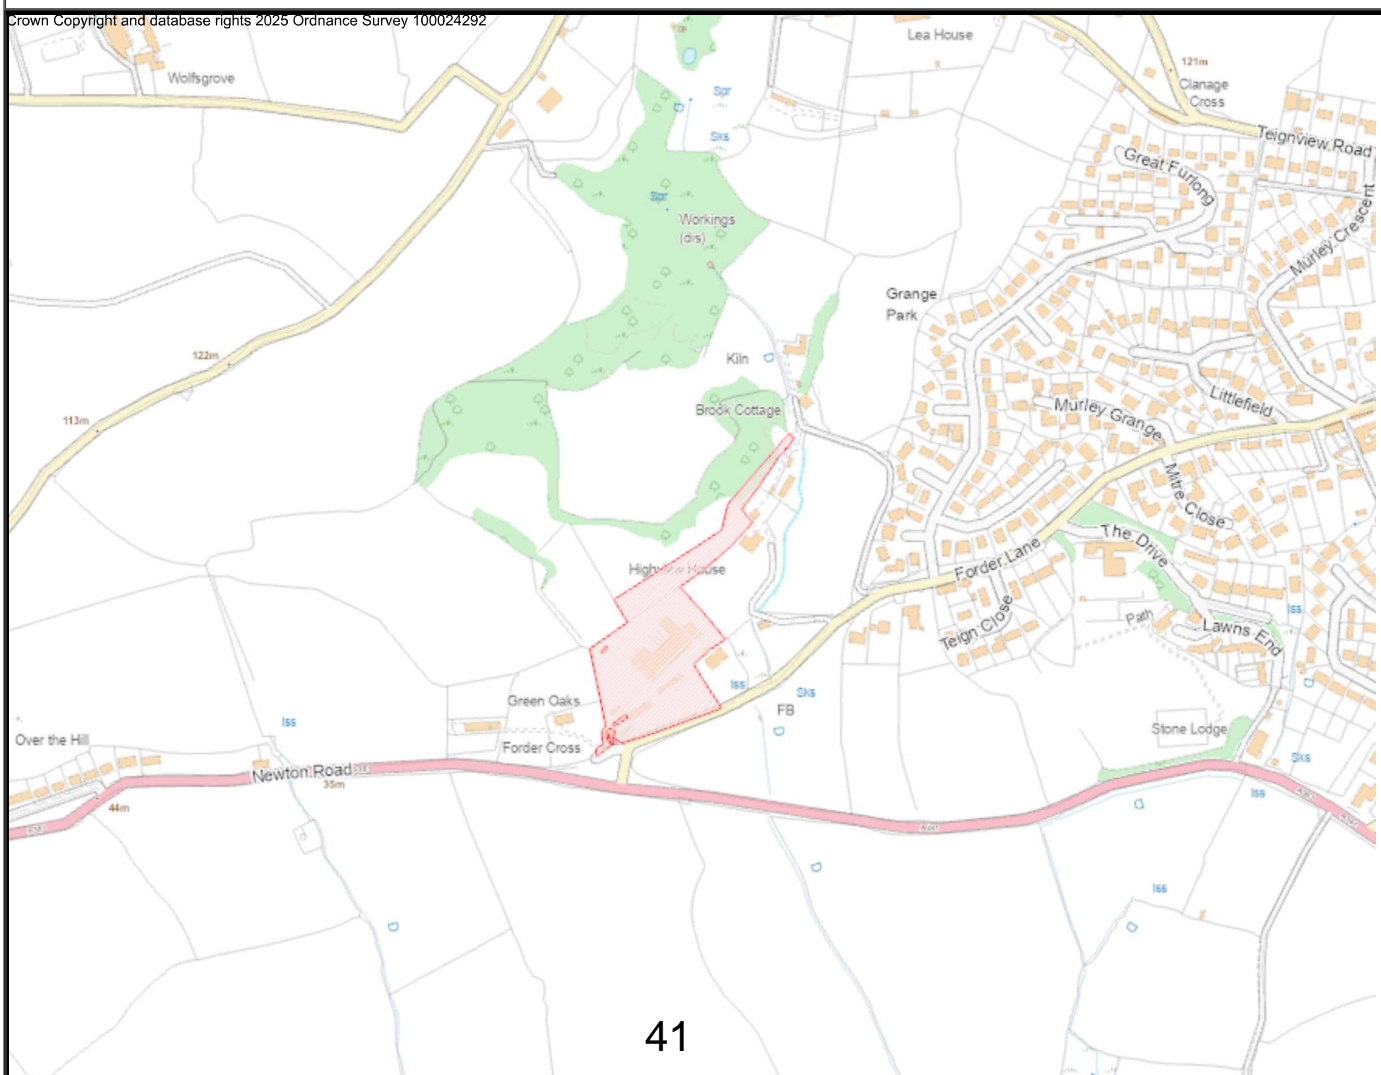 Crown Copyright and database rights 2025 Ordnance Survey 100024292
Lea House
Wolfsgrove
121m
Clanage
Cross
Spr
D
Sks
Teignview Road
Great Furlong
Murley Crescent
Spr
Workings
(dis)
Grange
Park
122m
Kiln
D
Brook Cottage
Littlefield
Murley Grange
113m
Mitre Close
The Drive
Forder Lane
Highview House
Teign Close
Path
Iss
Lawns End
Iss
Sks
D
Green Oaks
FB
D
Iss
Stone Lodge
Over the Hill
Forder Cross
Sks
Newton Road
35m
44m
D
Iss
D
Iss
D
D
41